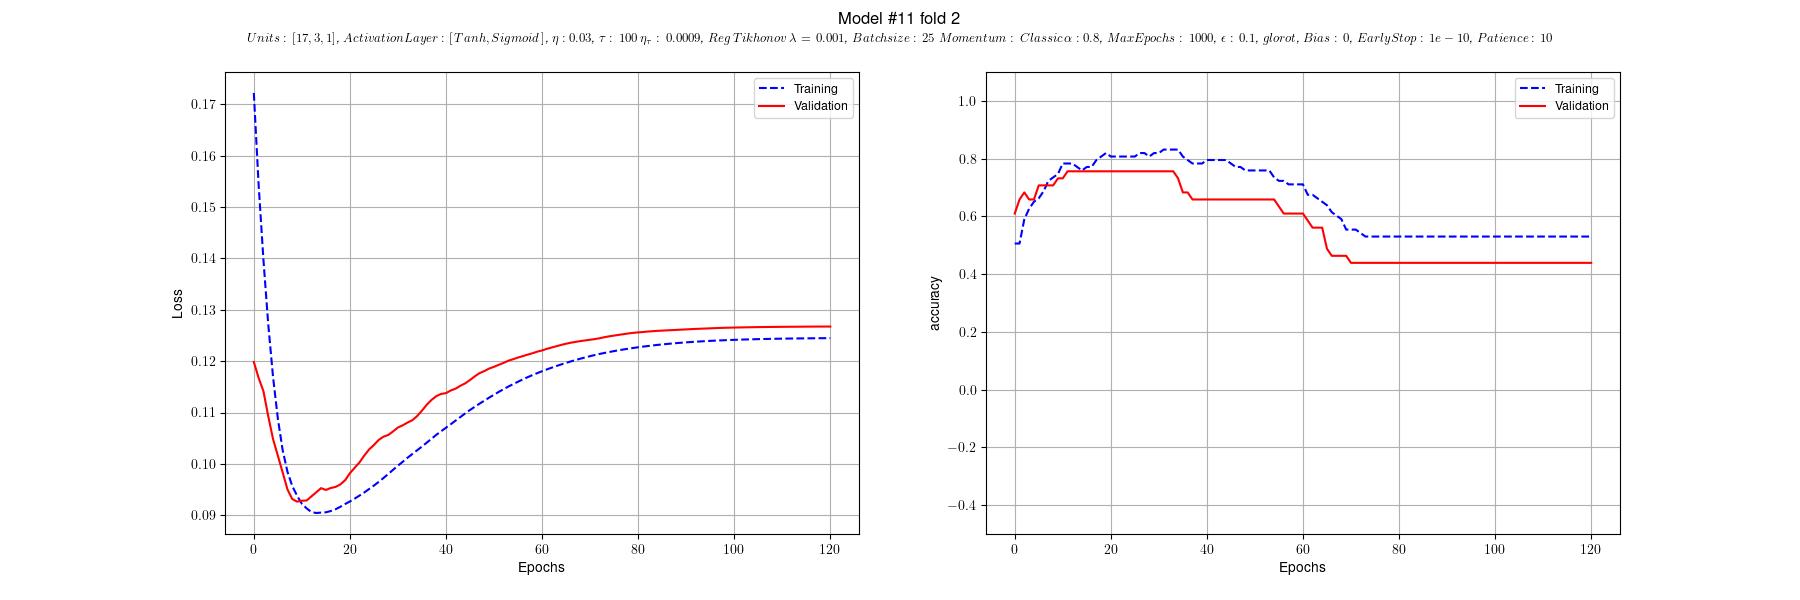 Model #11 fold 2
Units : [17, 3, 1], ActivationLayer : [Tanh, Sigmoid], η : 0.03, τ : 100 η_τ : 0.0009, Reg Tikhonov λ = 0.001, Batchsize : 25 Momentum : Classic α : 0.8, MaxEpochs : 1000, ϵ : 0.1, glorot, Bias : 0, EarlyStop : 1e − 10, Patience : 10
Loss
0.17
0.16
0.15
0.14
0.13
0.12
0.11
0.10
0.09
Training
Validation
0 20 40 60 80 100 120
Epochs
accuracy
1.0
0.8
0.6
0.4
0.2
0.0
−0.2
−0.4
Training
Validation
0 20 40 60 80 100 120
Epochs